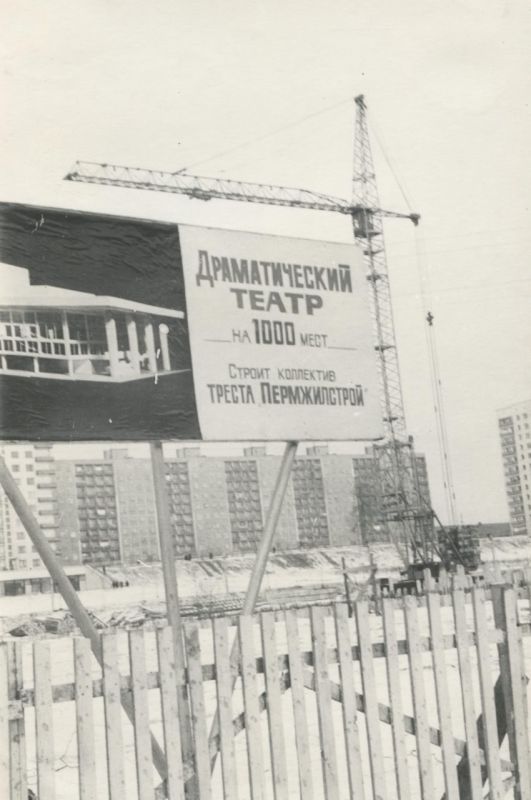 Драматический
театр
на 1000 мест
Строит коллектив
треста „Пермжилстрой"